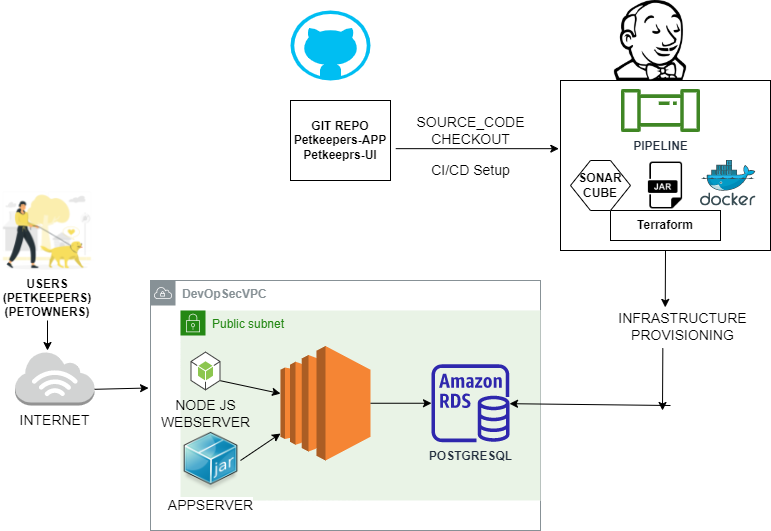 GIT REPO
Petkeepers-APP
Petkeeprs-UI
SOURCE_CODE
CHECKOUT
CI/CD Setup
PIPELINE
SONAR
CUBE
JAR
docker
Terraform
USERS
(PETKEEPERS)
(PETOWNERS)
INTERNET
DevOpSecVPC
Public subnet
NODE JS
WEBSERVER
jar
APPSERVER
Amazon
RDS
POSTGRESQL
INFRASTRUCTURE
PROVISIONING